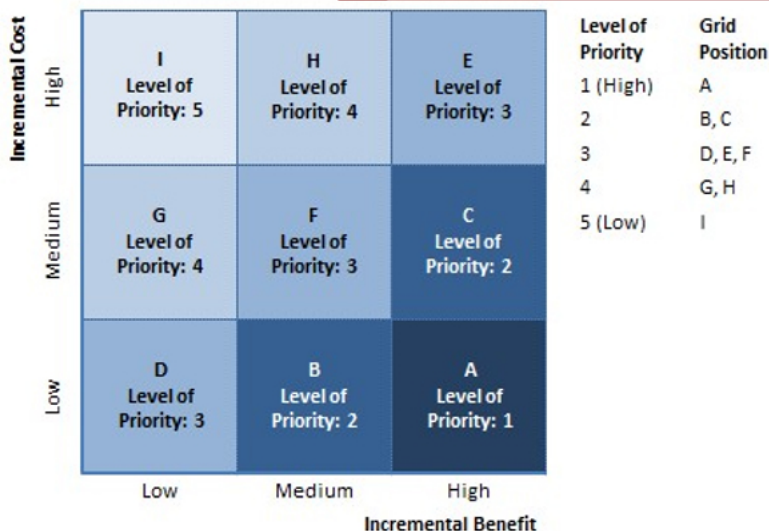 Incremental Cost
High
Medium
Low
I
Level of
Priority: 5
H
Level of
Priority: 4
E
Level of
Priority: 3
G
Level of
Priority: 4
F
Level of
Priority: 3
C
Level of
Priority: 2
D
Level of
Priority: 3
B
Level of
Priority: 2
A
Level of
Priority: 1
Low Medium High
Incremental Benefit
Level of Grid
Priority Position
1 (High) A
2 B, C
3 D, E, F
4 G, H
5 (Low) I